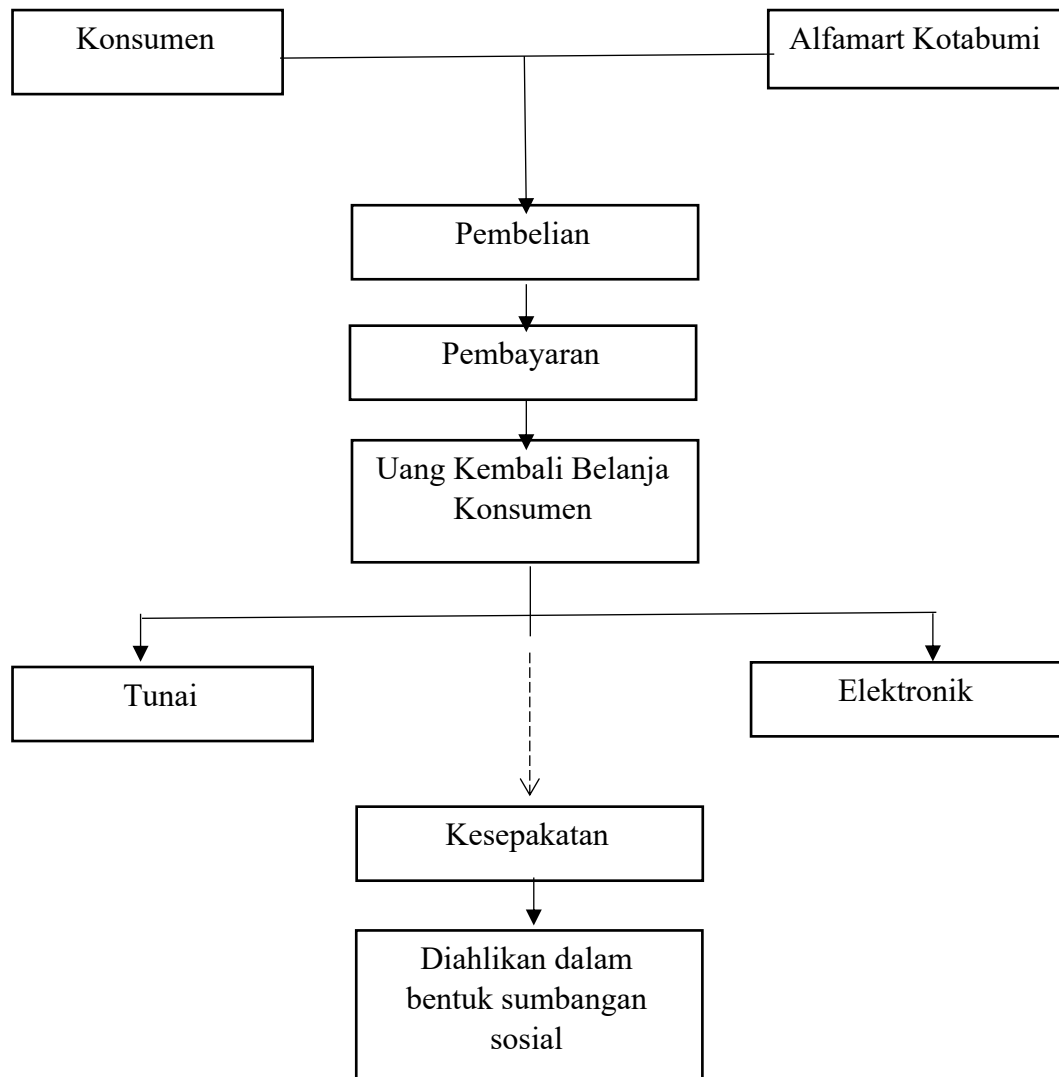 Konsumen
Alfamart Kotabumi
Pembelian
Pembayaran
Uang Kembali Belanja
Konsumen
Tunai
Elektronik
Kesepakatan
Diahlikan dalam
bentuk sumbangan
sosial